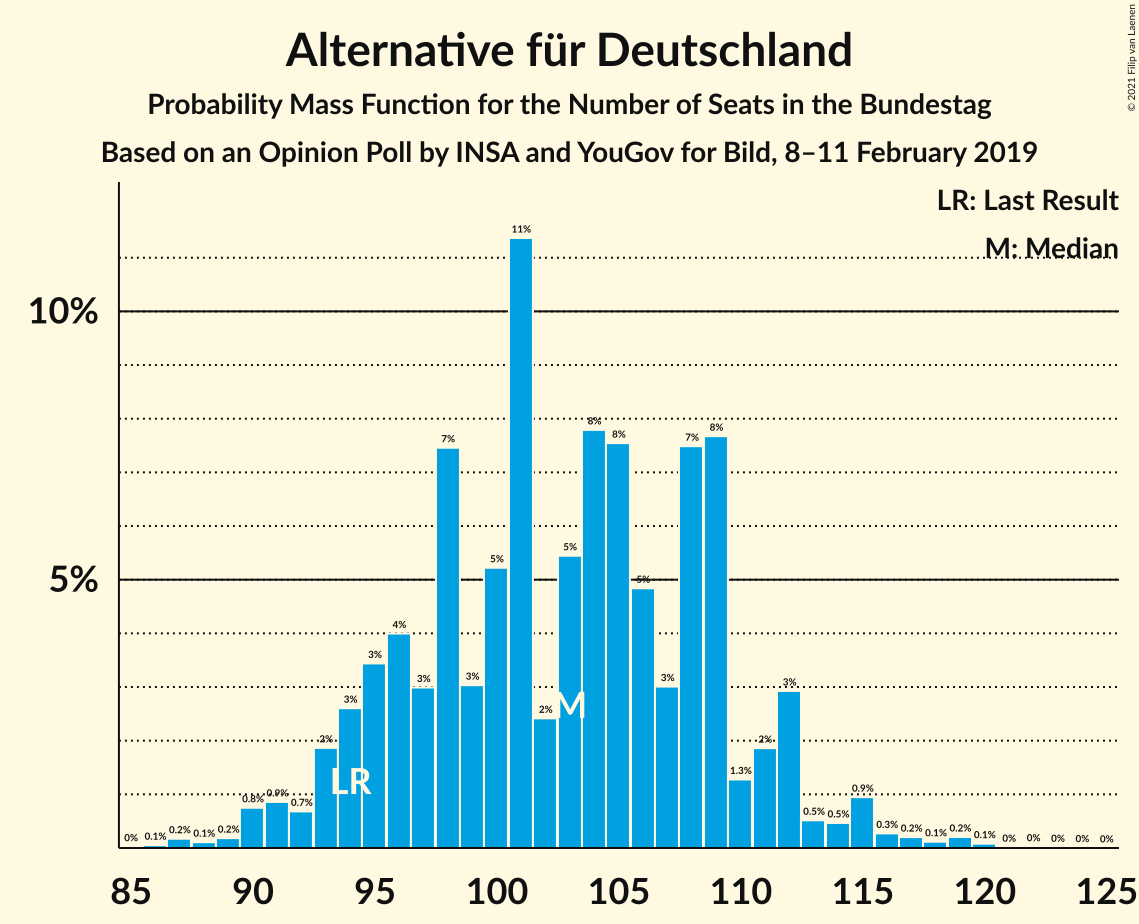 © 2021 Filip van Laenen
Alternative für Deutschland
Probability Mass Function for the Number of Seats in the Bundestag
Based on an Opinion Poll by INSA and YouGov for Bild, 8–11 February 2019
LR: Last Result
M: Median
10%
5%
0% 0.1% 0.2% 0.1% 0.2% 0.8% 0.9% 0.7% 2% 3% 3% 4% 3% 7% 3% 5% 11% 2% 5% 8% 8% 5% 3% 7% 8% 1.3% 2% 3% 0.5% 0.5% 0.9% 0.3% 0.2% 0.1% 0.2% 0.1% 0% 0% 0% 0% 0%
LR
M
85 90 95 100 105 110 115 120 125